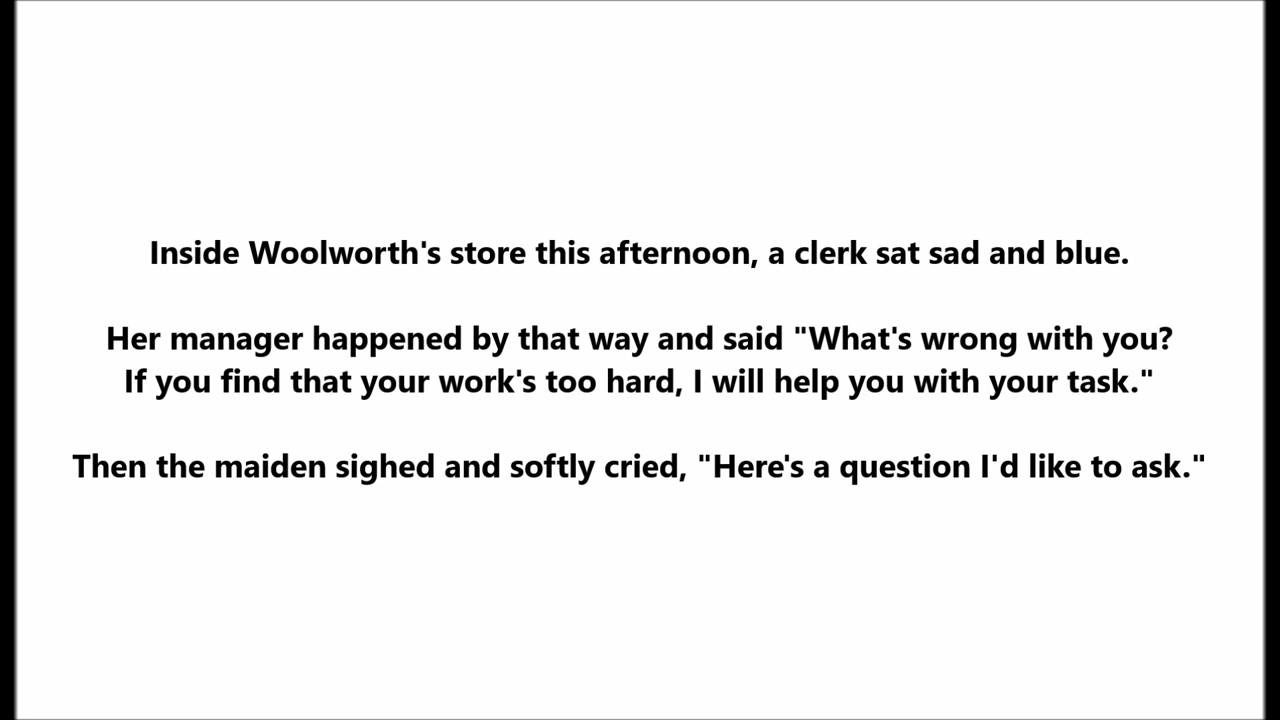 Inside Woolworth's store this afternoon, a clerk sat sad and blue.
Her manager happened by that way and said "What's wrong with you?
If you find that your work's too hard, I will help you with your task."
Then the maiden sighed and softly cried, "Here's a question I'd like to ask."